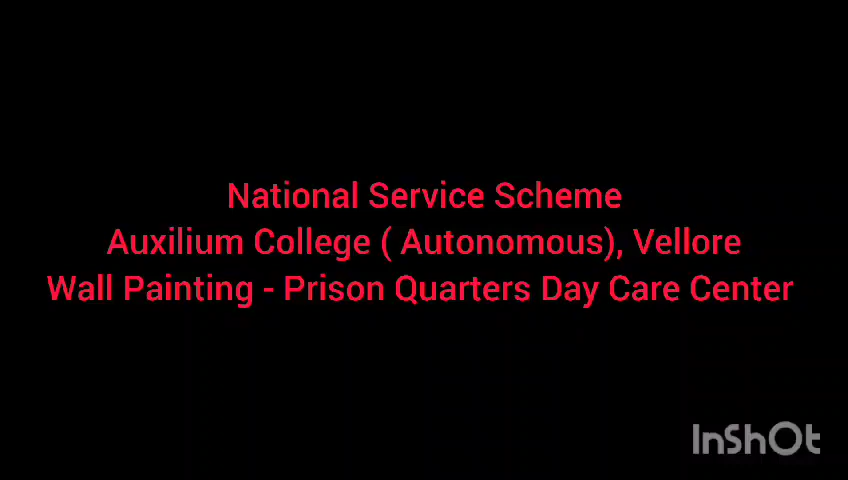 National Service Scheme
Auxilium College ( Autonomous), Vellore
Wall Painting - Prison Quarters Day Care Center
InShOt